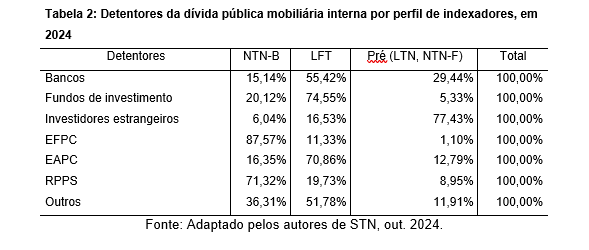 Tabela 2: Detentores da dívida pública mobiliária interna por perfil de indexadores, em
2024
Detentores NTN-B LFT Pré (LTN, NTN-F) Total
Bancos 15,14% 55,42% 29,44% 100,00%
Fundos de investimento 20,12% 74,55% 5,33% 100,00%
Investidores estrangeiros 6,04% 16,53% 77,43% 100,00%
EFPC 87,57% 11,33% 1,10% 100,00%
EAPC 16,35% 70,86% 12,79% 100,00%
RPPS 71,32% 19,73% 8,95% 100,00%
Outros 36,31% 51,78% 11,91% 100,00%
Fonte: Adaptado pelos autores de STN, out. 2024.